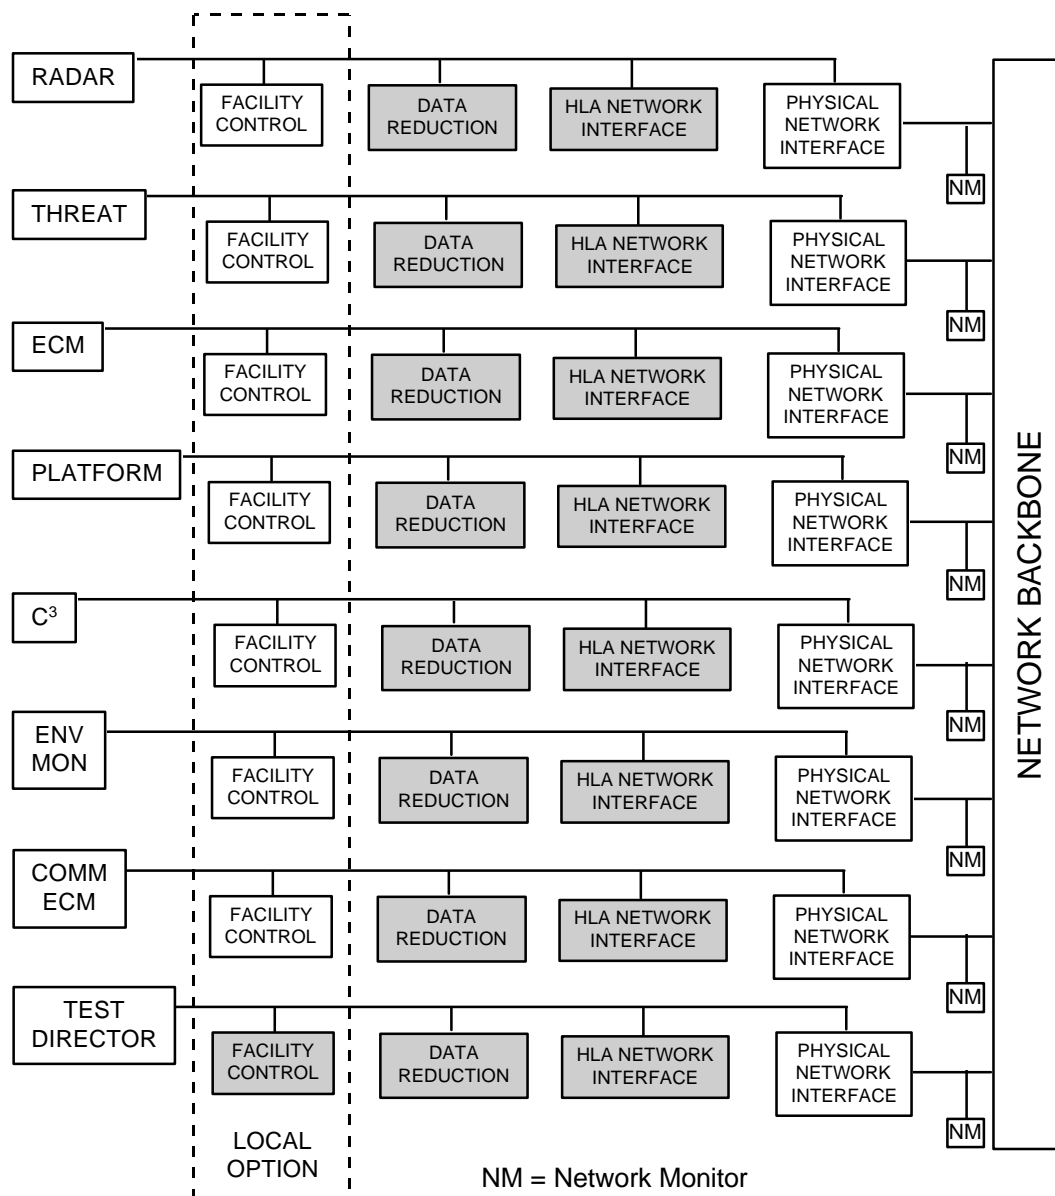 RADAR
FACILITY
CONTROL
DATA
REDUCTION
HLA NETWORK
INTERFACE
PHYSICAL
NETWORK
INTERFACE
NM
THREAT
FACILITY
CONTROL
DATA
REDUCTION
HLA NETWORK
INTERFACE
PHYSICAL
NETWORK
INTERFACE
NM
ECM
FACILITY
CONTROL
DATA
REDUCTION
HLA NETWORK
INTERFACE
PHYSICAL
NETWORK
INTERFACE
NM
PLATFORM
FACILITY
CONTROL
DATA
REDUCTION
HLA NETWORK
INTERFACE
PHYSICAL
NETWORK
INTERFACE
NM
C³
FACILITY
CONTROL
DATA
REDUCTION
HLA NETWORK
INTERFACE
PHYSICAL
NETWORK
INTERFACE
NM
ENV
MON
FACILITY
CONTROL
DATA
REDUCTION
HLA NETWORK
INTERFACE
PHYSICAL
NETWORK
INTERFACE
NM
COMM
ECM
FACILITY
CONTROL
DATA
REDUCTION
HLA NETWORK
INTERFACE
PHYSICAL
NETWORK
INTERFACE
NM
TEST
DIRECTOR
FACILITY
CONTROL
DATA
REDUCTION
HLA NETWORK
INTERFACE
PHYSICAL
NETWORK
INTERFACE
NM
NETWORK BACKBONE
LOCAL
OPTION
NM = Network Monitor